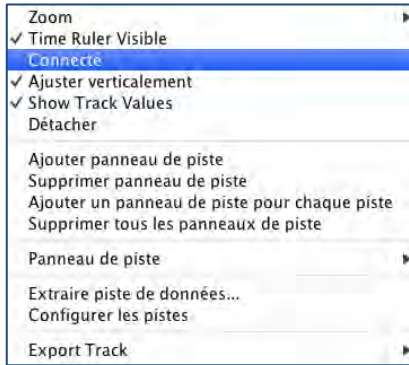 Zoom
Time Ruler Visible
Connecté
Ajuster verticalement
Show Track Values
Détacher
Ajouter panneau de piste
Supprimer panneau de piste
Ajouter un panneau de piste pour chaque piste
Supprimer tous les panneaux de piste
Panneau de piste
Extraire piste de données...
Configurer les pistes
Export Track